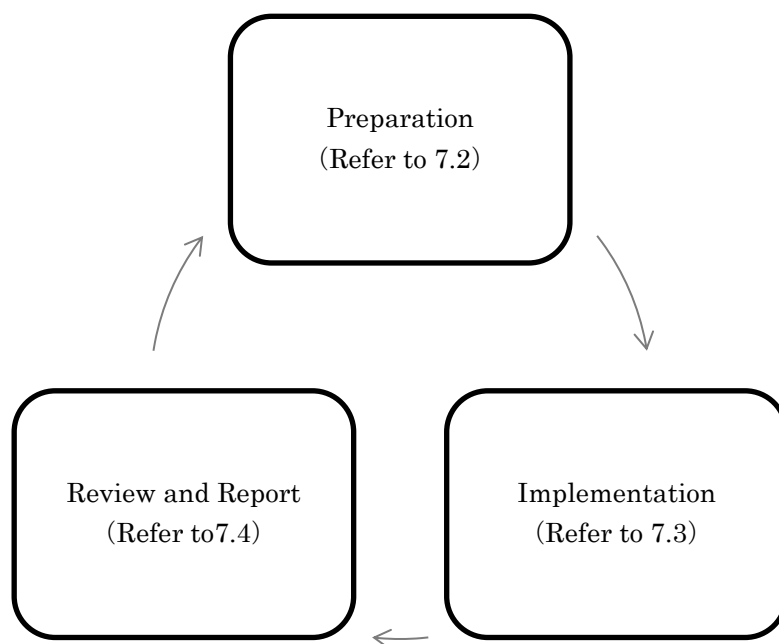 Preparation
(Refer to 7.2)
Implementation
(Refer to 7.3)
Review and Report
(Refer to7.4)